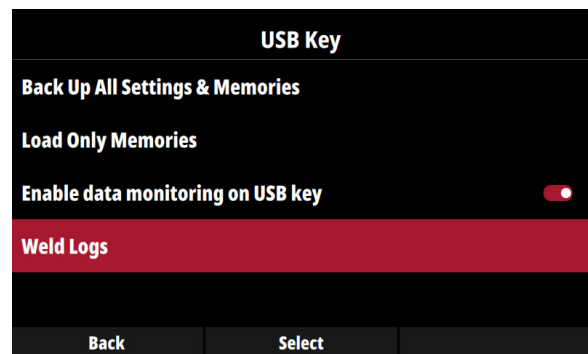 USB Key
Back Up All Settings & Memories
Load Only Memories
Enable data monitoring on USB key
Weld Logs
Back Select